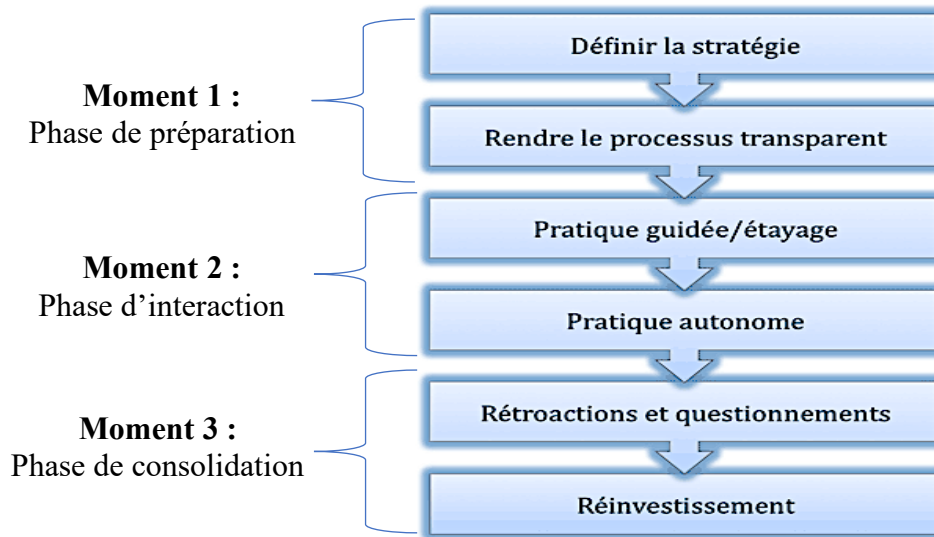 Définir la stratégie
Moment 1 :
Phase de préparation
Rendre le processus transparent
Pratique guidée/étayage
Moment 2 :
Phase d’interaction
Pratique autonome
Rétroactions et questionnements
Moment 3 :
Phase de consolidation
Réinvestissement